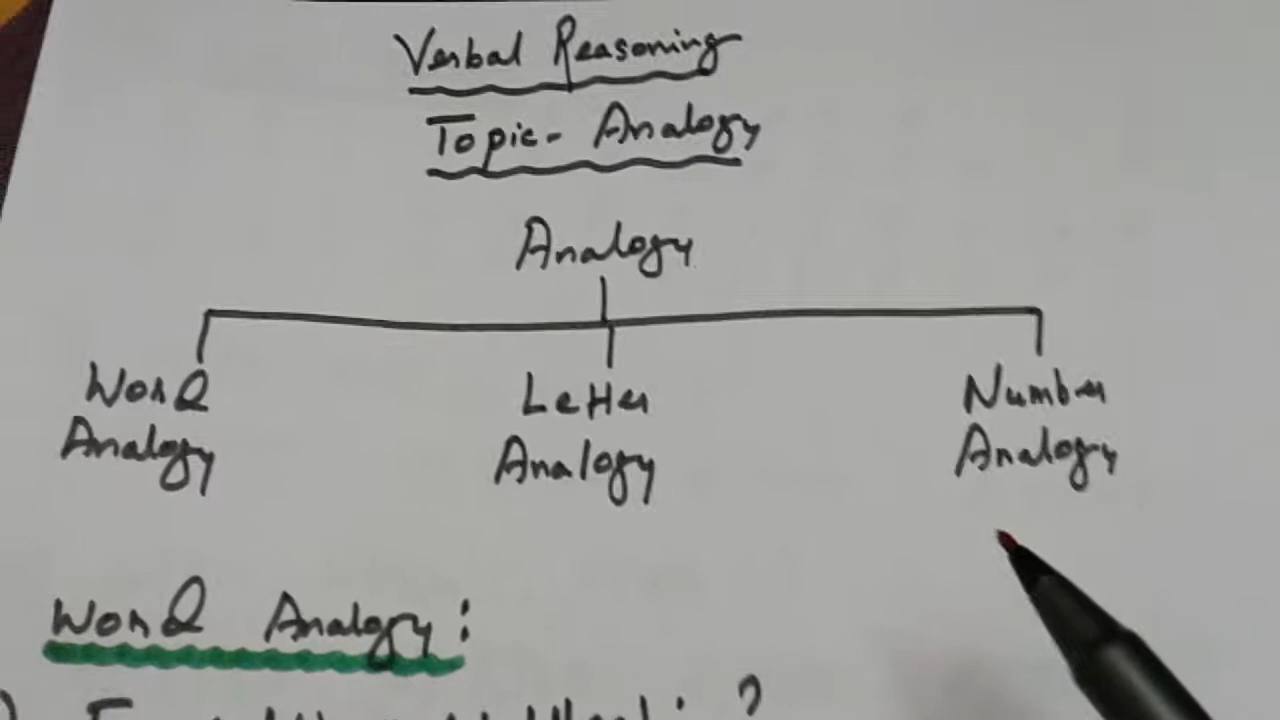 Verbal Reasoning
Topic- Analogy
Analogy
Word Analogy
Letter Analogy
Number Analogy
Word Analogy:
?